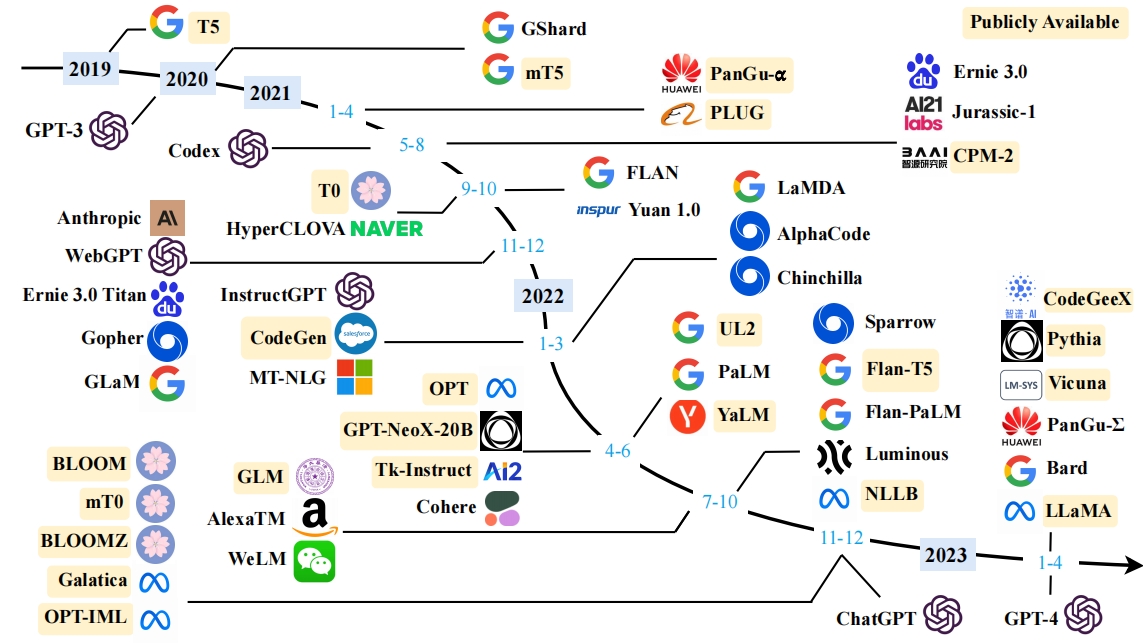 Publicly Available
T5
2019
2020
2021
GPT-3
GShard
mT5
1-4
HUAWEI
PanGu-α
PLUG
Codex
5-8
du
Ernie 3.0
AI21
labs
Jurassic-1
BAAI
智源研究院
CPM-2
T0
HyperCLOVA NAVER
9-10
FLAN
inspur Yuan 1.0
Anthropic
WebGPT
Ernie 3.0 Titan du
Gopher
GLaM
11-12
2022
InstructGPT
CodeGen salesforce
MT-NLG
1-3
LaMDA
AlphaCode
Chinchilla
OPT
GPT-NeoX-20B
Tk-Instruct Ai2
Cohere
4-6
UL2
PaLM
YaLM
GLM
AlexaTM a
WeLM
7-10
Sparrow
Flan-T5
Flan-PaLM
Luminous
NLLB
BLOOM
mT0
BLOOMZ
Galatica
OPT-IML
11-12
ChatGPT
2023
智谱·AI
CodeGeeX
Pythia
LM-SYS
Vicuna
HUAWEI
PanGu-Σ
Bard
LLaMA
1-4
GPT-4